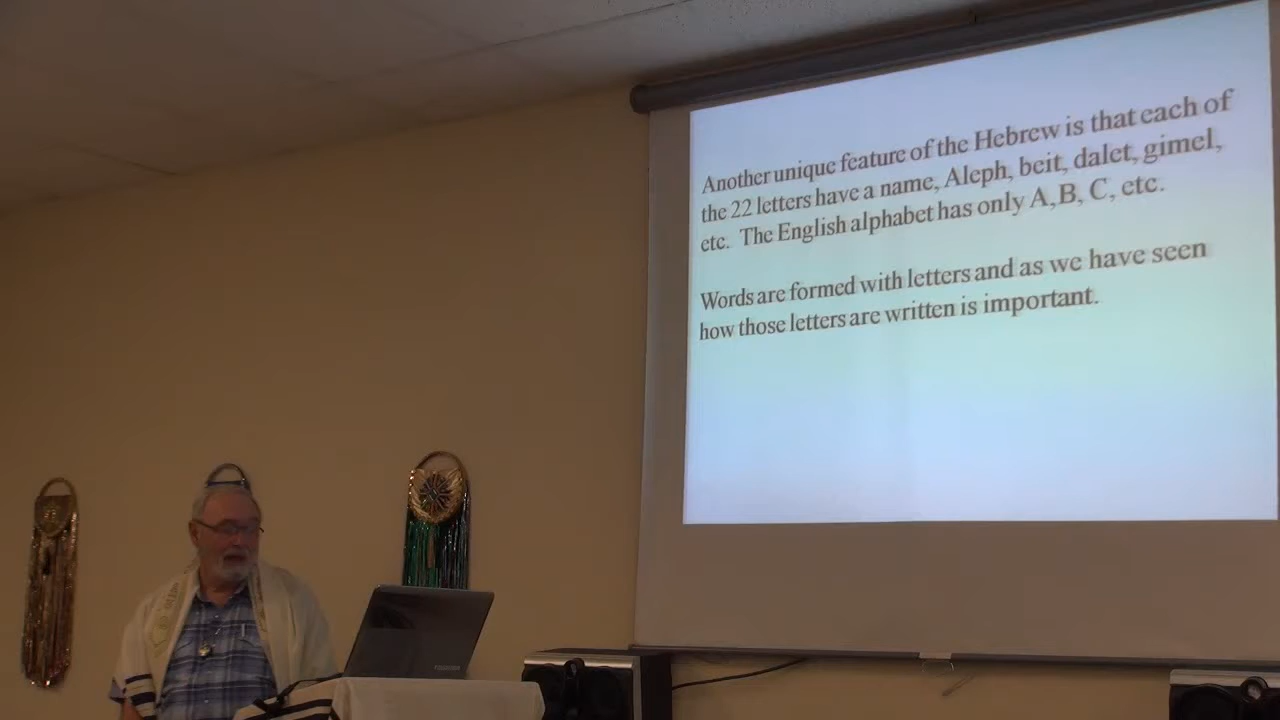 Another unique feature of the Hebrew is that each of
the 22 letters have a name, Aleph, beit, dalet, gimel,
etc. The English alphabet has only A,B, C, etc.
Words are formed with letters and as we have seen
how those letters are written is important.
TOSHIBA